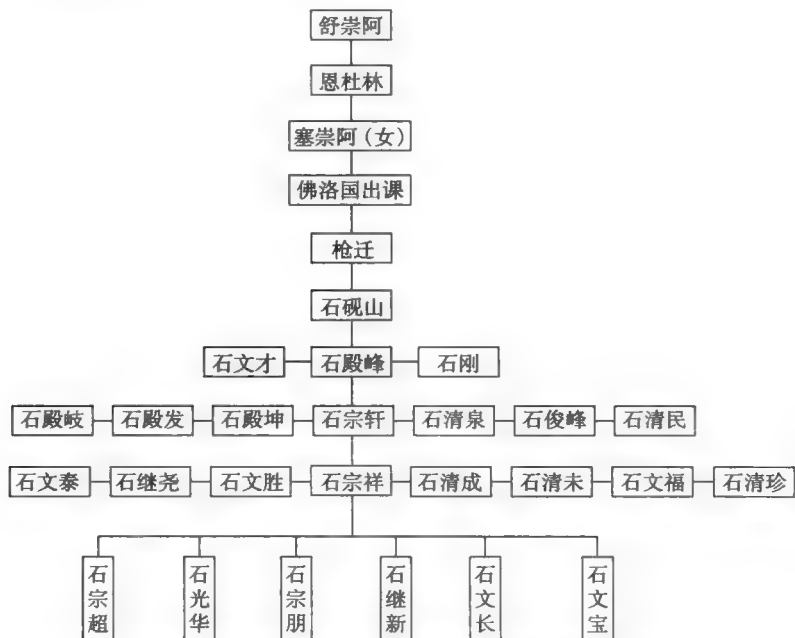 舒崇阿
恩杜林
塞崇阿(女)
佛洛国出课
枪迁
石砚山
石文才 石殿峰 石刚
石殿岐 石殿发 石殿坤 石宗轩 石清泉 石俊峰 石清民
石文泰 石继尧 石文胜 石宗祥 石清成 石清未 石文福 石清珍
石宗超 石光华 石宗朋 石继新 石文长 石文宝